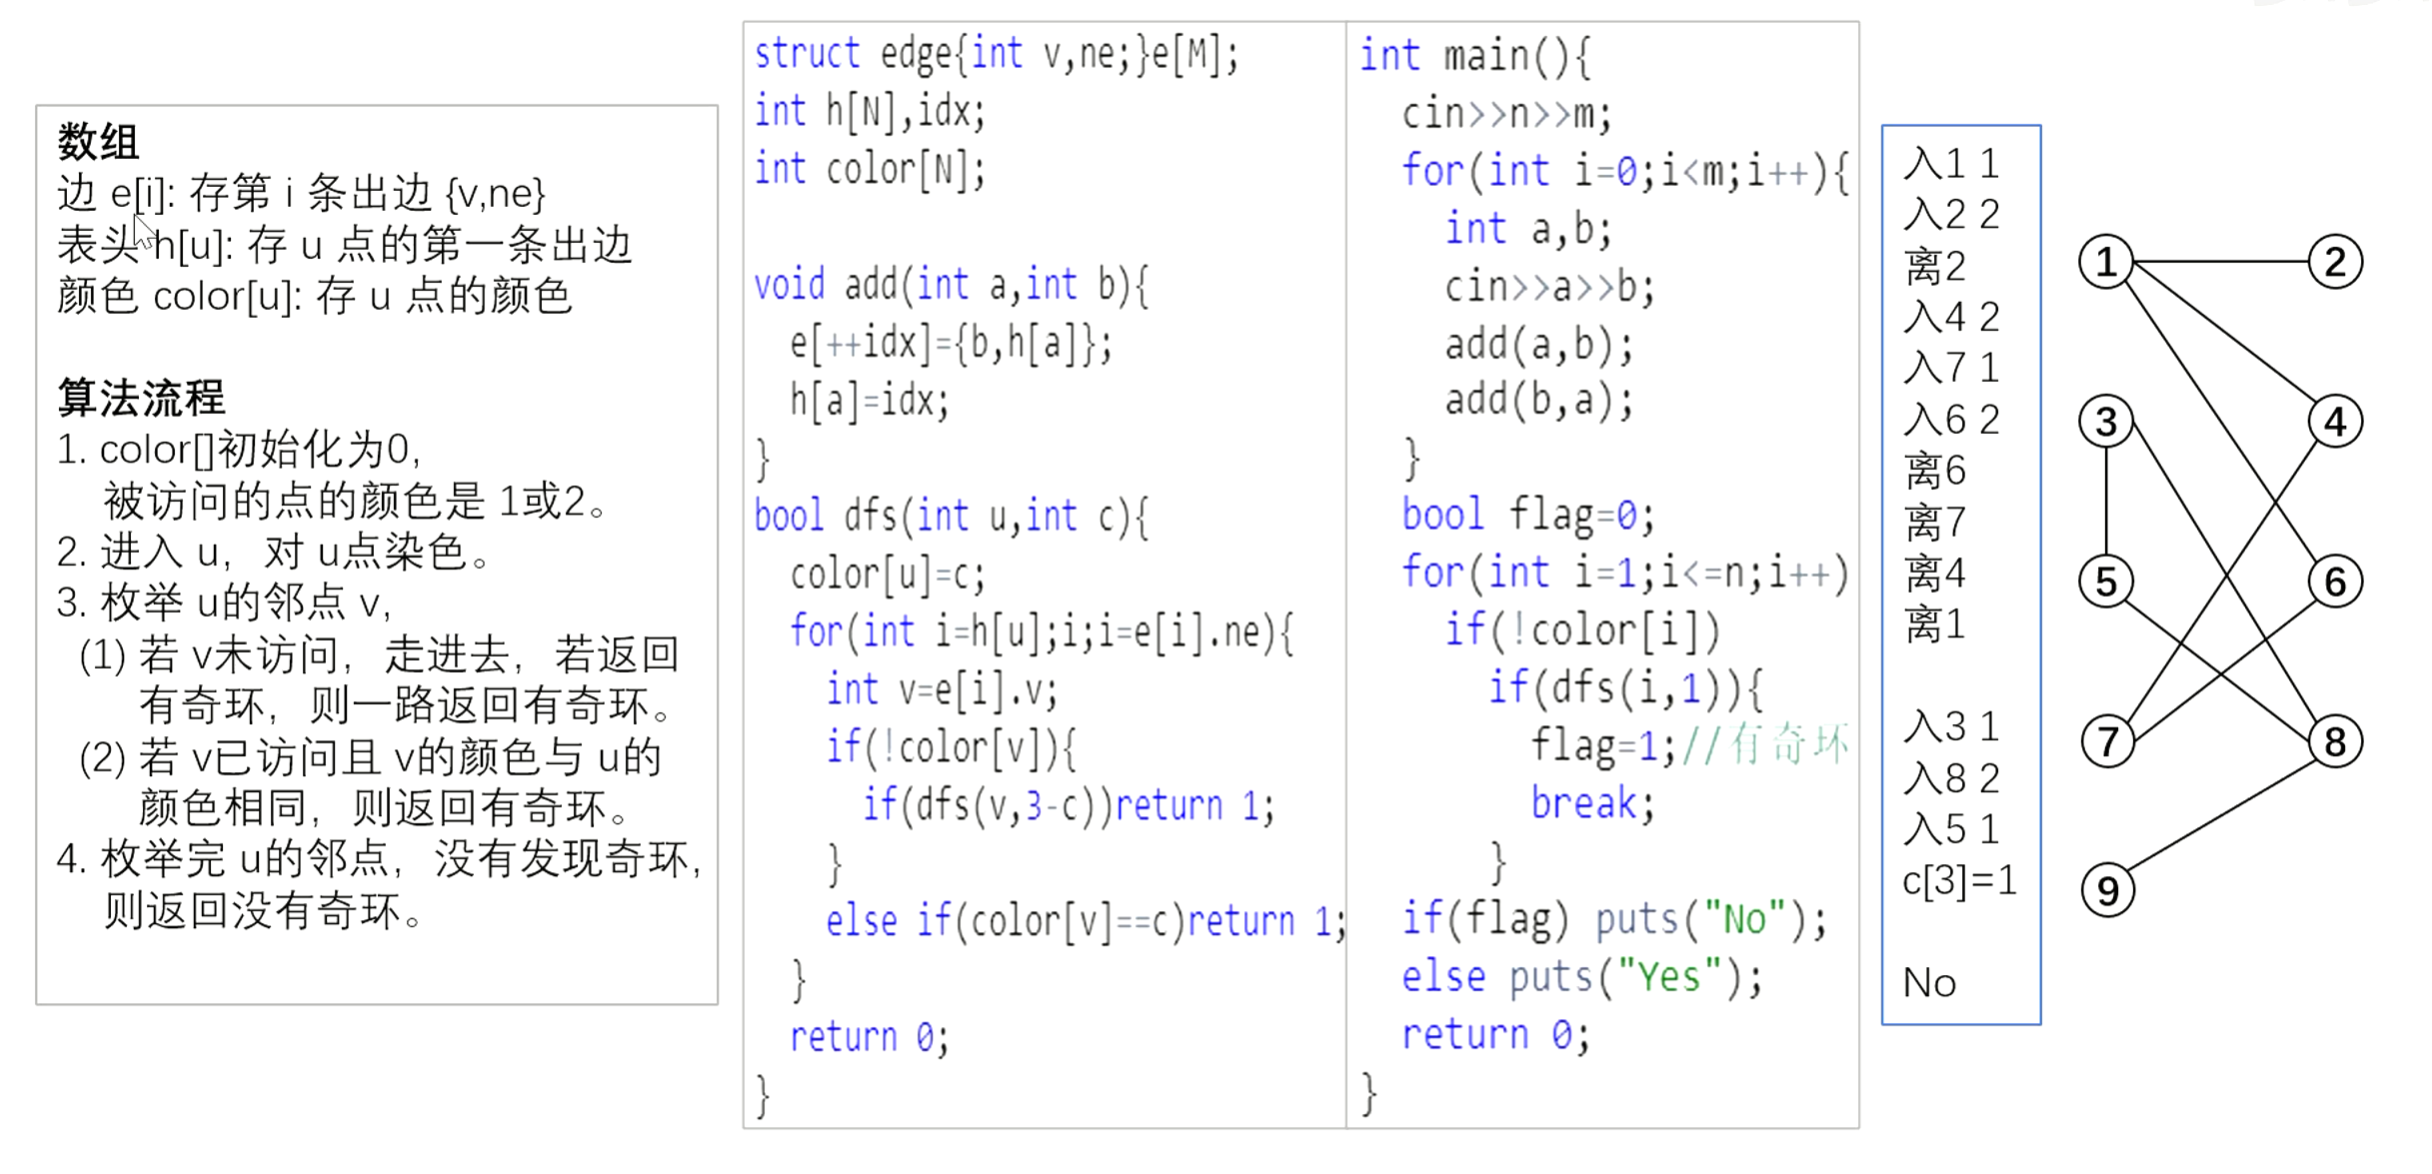 数组
边 e[i]: 存第 i 条出边 {v,ne}
表头 h[u]: 存 u 点的第一条出边
颜色 color[u]: 存 u 点的颜色
算法流程
1. color[]初始化为0,
被访问的点的颜色是 1或2。
2. 进入 u，对 u点染色。
3. 枚举 u的邻点 v,
(1) 若 v未访问，走进去，若返回
有奇环，则一路返回有奇环。
(2) 若 v已访问且 v的颜色与 u的
颜色相同，则返回有奇环。
4. 枚举完 u的邻点，没有发现奇环,
则返回没有奇环。
struct edge{int v,ne;}e[M];
int h[N],idx;
int color[N];
void add(int a,int b){
  e[++idx]={b,h[a]};
  h[a]=idx;
}
bool dfs(int u,int c){
  color[u]=c;
  for(int i=h[u];i;i=e[i].ne){
    int v=e[i].v;
    if(!color[v]){
      if(dfs(v,3-c))return 1;
    }
    else if(color[v]==c)return 1;
  }
  return 0;
}
int main(){
  cin>>n>>m;
  for(int i=0;i<m;i++){
    int a,b;
    cin>>a>>b;
    add(a,b);
    add(b,a);
  }
  bool flag=0;
  for(int i=1;i<=n;i++)
    if(!color[i])
      if(dfs(i,1)){
        flag=1;//有奇环
        break;
      }
  if(flag) puts("No");
  else puts("Yes");
  return 0;
}
入1 1
入2 2
离2
入4 2
入7 1
入6 2
离6
离7
离4
离1
入3 1
入8 2
入5 1
c[3]=1
No
1
2
3
4
5
6
7
8
9